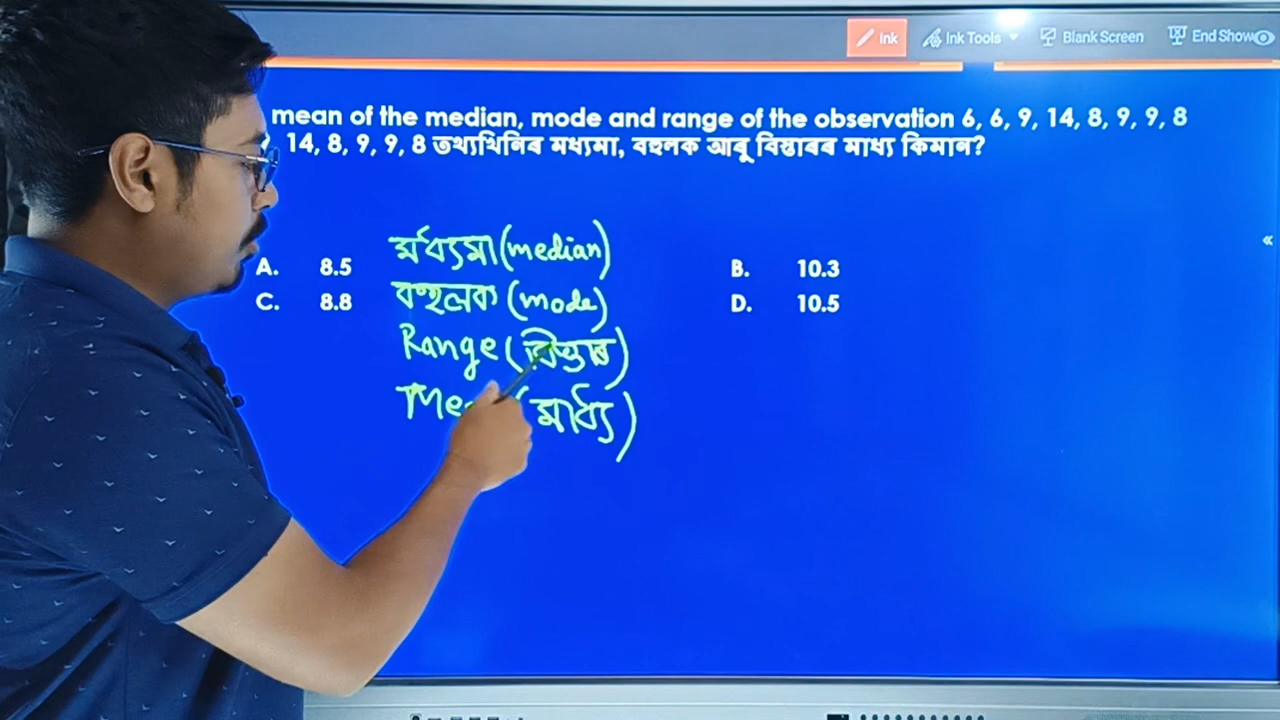 Ink Ink Tools Blank Screen End Show
mean of the median, mode and range of the observation 6, 6, 9, 14, 8, 9, 9, 8
14, 8, 9, 9, 8 তথ্যখিনিৰ মধ্যমা, বহুলক আৰু বিস্তাৰৰ মাধ্য কিমান?
মধ্যমা (median)
A. 8.5 B. 10.3
বহুলক (mode)
C. 8.8 D. 10.5
Range (বিস্তাৰ)
(মাধ্য)